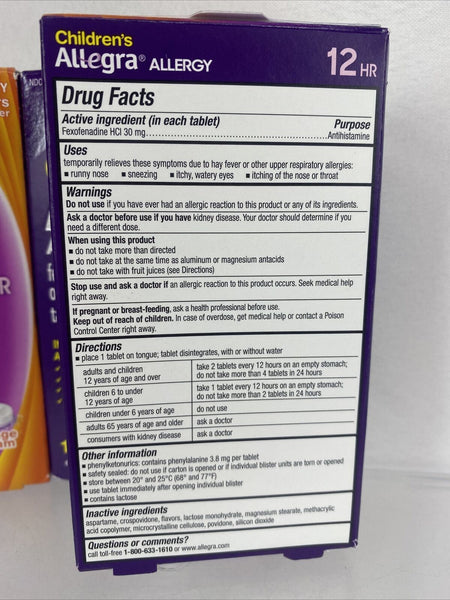 Children's
Allegra® ALLERGY
12 HR
Drug Facts
Active ingredient (in each tablet)
Purpose
Fexofenadine HCl 30 mg..........Antihistamine
Uses
temporarily relieves these symptoms due to hay fever or other upper respiratory allergies:
▪ runny nose ▪ sneezing ▪ itchy, watery eyes ▪ itching of the nose or throat
Warnings
Do not use if you have ever had an allergic reaction to this product or any of its ingredients.
Ask a doctor before use if you have kidney disease. Your doctor should determine if you
need a different dose.
When using this product
▪ do not take more than directed
▪ do not take at the same time as aluminum or magnesium antacids
▪ do not take with fruit juices (see Directions)
Stop use and ask a doctor if an allergic reaction to this product occurs. Seek medical help
right away.
If pregnant or breast-feeding, ask a health professional before use.
Keep out of reach of children. In case of overdose, get medical help or contact a Poison
Control Center right away.
Directions
▪ place 1 tablet on tongue; tablet disintegrates, with or without water
adults and children
12 years of age and over
take 2 tablets every 12 hours on an empty stomach;
do not take more than 4 tablets in 24 hours
children 6 to under
12 years of age
take 1 tablet every 12 hours on an empty stomach;
do not take more than 2 tablets in 24 hours
children under 6 years of age
do not use
adults 65 years of age and older
ask a doctor
consumers with kidney disease
ask a doctor
Other information
▪ phenylketonurics: contains phenylalanine 3.8 mg per tablet
▪ safety sealed: do not use if carton is opened or if individual blister units are torn or opened
▪ store between 20° and 25°C (68° and 77°F)
▪ use tablet immediately after opening individual blister
▪ contains lactose
Inactive ingredients
aspartame, crospovidone, flavors, lactose monohydrate, magnesium stearate, methacrylic
acid copolymer, microcrystalline cellulose, povidone, silicon dioxide
Questions or comments?
call toll-free 1-800-633-1610 or www.allegra.com
NDC